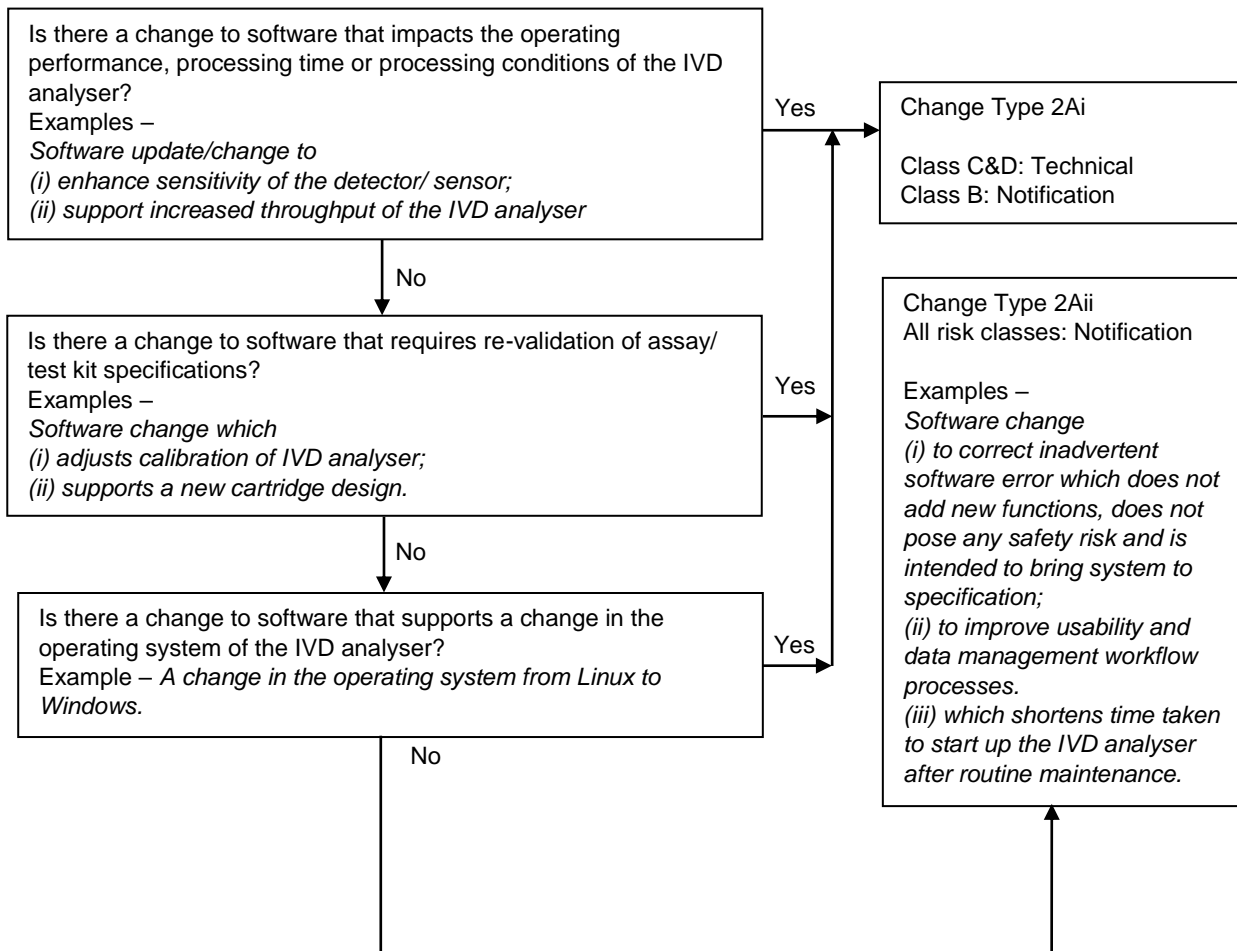 Is there a change to software that impacts the operating
performance, processing time or processing conditions of the IVD
analyser?
Examples –
Software update/change to
(i) enhance sensitivity of the detector/ sensor;
(ii) support increased throughput of the IVD analyser
Yes
Change Type 2Ai
Class C&D: Technical
Class B: Notification
No
Is there a change to software that requires re-validation of assay/
test kit specifications?
Examples –
Software change which
(i) adjusts calibration of IVD analyser;
(ii) supports a new cartridge design.
Yes
No
Is there a change to software that supports a change in the
operating system of the IVD analyser?
Example – A change in the operating system from Linux to
Windows.
Yes
No
Change Type 2Aii
All risk classes: Notification
Examples –
Software change
(i) to correct inadvertent
software error which does not
add new functions, does not
pose any safety risk and is
intended to bring system to
specification;
(ii) to improve usability and
data management workflow
processes.
(iii) which shortens time taken
to start up the IVD analyser
after routine maintenance.